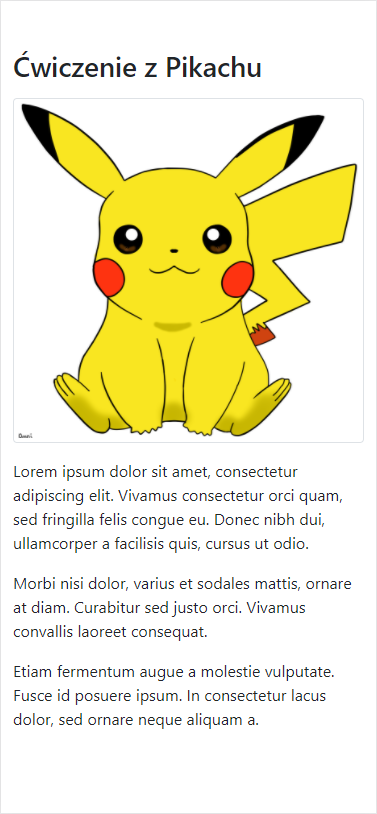 Ćwiczenie z Pikachu
Lorem ipsum dolor sit amet, consectetur
adipiscing elit. Vivamus consectetur orci quam,
sed fringilla felis congue eu. Donec nibh dui,
ullamcorper a facilisis quis, cursus ut odio.
Morbi nisi dolor, varius et sodales mattis, ornare
at diam. Curabitur sed justo orci. Vivamus
convallis laoreet consequat.
Etiam fermentum augue a molestie vulputate.
Fusce id posuere ipsum. In consectetur lacus
dolor, sed ornare neque aliquam a.